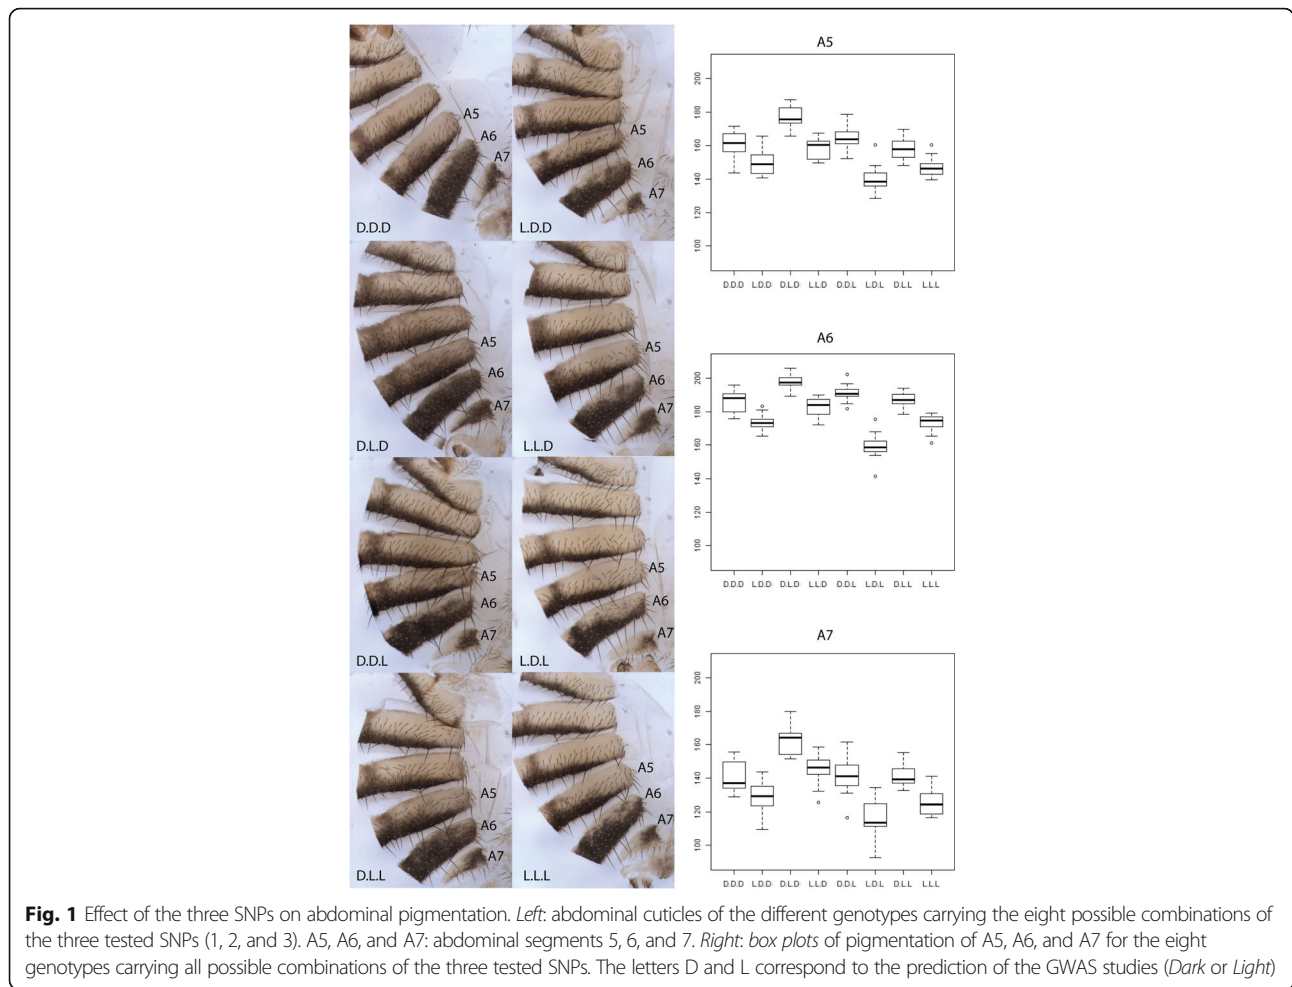 A5
A6
A7
D.D.D
A5
A6
A7
L.D.D
A5
A6
A7
D.L.D
A5
A6
A7
L.L.D
A5
A6
A7
D.D.L
A5
A6
A7
L.D.L
A5
A6
A7
D.L.L
A5
A6
A7
L.L.L
A5
200
180
160
140
120
100
D.D.D L.D.D D.L.D L.L.D D.D.L L.D.L D.L.L L.L.L
A6
200
180
160
140
120
100
D.D.D L.D.D D.L.D L.L.D D.D.L L.D.L D.L.L L.L.L
A7
200
180
160
140
120
100
D.D.D L.D.D D.L.D L.L.D D.D.L L.D.L D.L.L L.L.L
Fig. 1 Effect of the three SNPs on abdominal pigmentation. Left: abdominal cuticles of the different genotypes carrying the eight possible combinations of
the three tested SNPs (1, 2, and 3). A5, A6, and A7: abdominal segments 5, 6, and 7. Right: box plots of pigmentation of A5, A6, and A7 for the eight
genotypes carrying all possible combinations of the three tested SNPs. The letters D and L correspond to the prediction of the GWAS studies (Dark or Light)